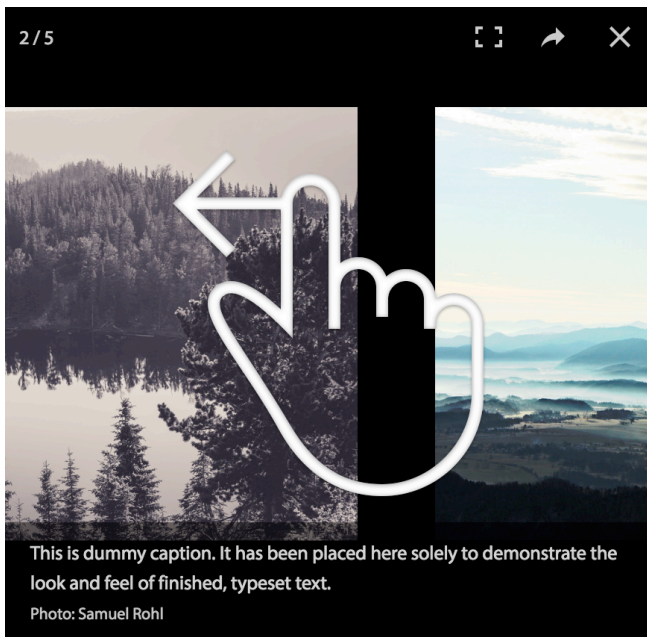 2 / 5
This is dummy caption. It has been placed here solely to demonstrate the
look and feel of finished, typeset text.
Photo: Samuel Rohl